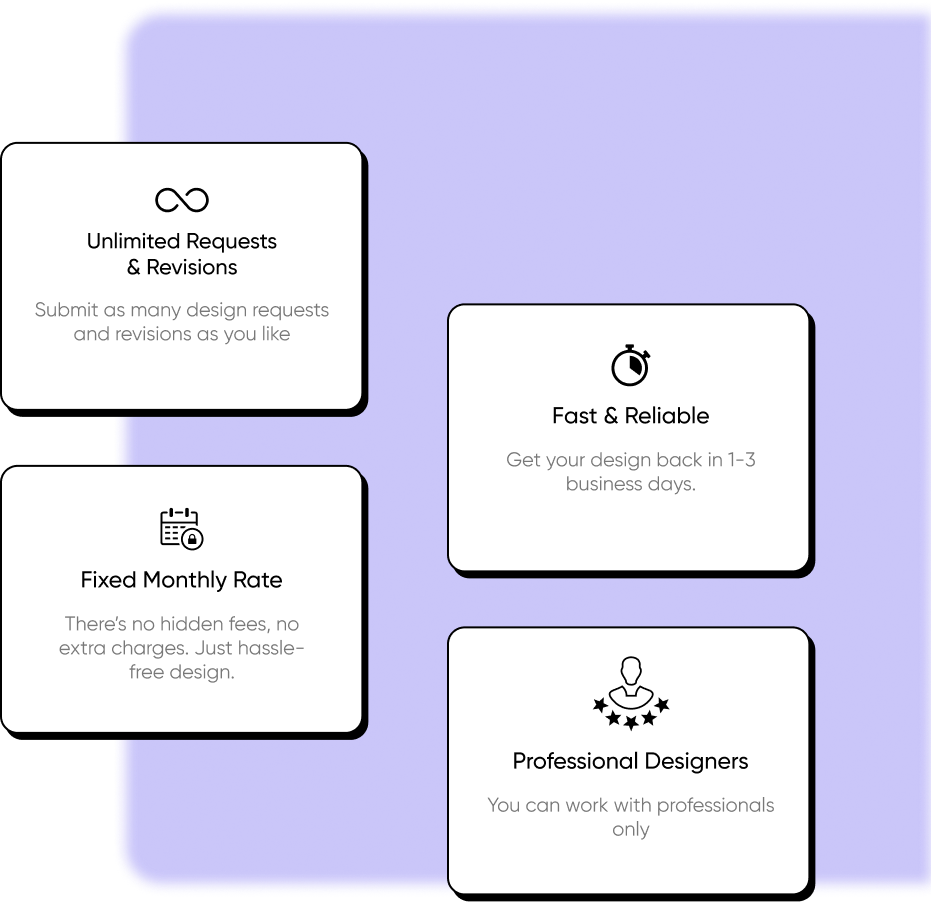 Unlimited Requests
& Revisions
Submit as many design requests
and revisions as you like
Fast & Reliable
Get your design back in 1-3
business days.
Fixed Monthly Rate
There's no hidden fees, no
extra charges. Just hassle-
free design.
Professional Designers
You can work with professionals
only